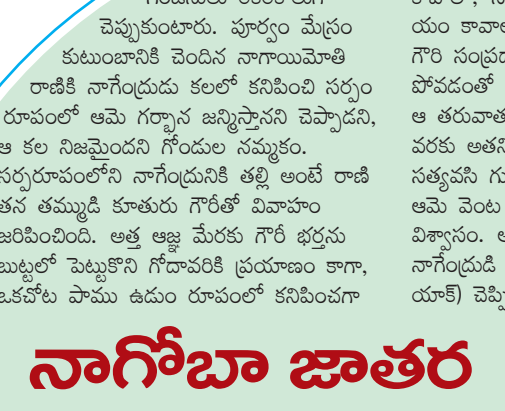 చెప్పుకుంటారు. పూర్వం మేస్రం
కుటుంబానికి చెందిన నాగాయిమోతి
రాణికి నాగేంద్రుడు కలలో కనిపించి సర్పం
రూపంలో ఆమె గర్భాన జన్మిస్తానని చెప్పాడని,
ఆ కల నిజమైందని గోండుల నమ్మకం.
సర్పరూపంలోని నాగేంద్రునికి తల్లి అంటే రాణి
తన తమ్ముడి కూతురు గౌరీతో వివాహం
జరిపించింది. అత్త ఆజ్ఞ మేరకు గౌరీ భర్తను
బుట్టలో పెట్టుకొని గోదావరికి ప్రయాణం కాగా,
ఒకచోట పాము ఉడుం రూపంలో కనిపించగా
యం
గౌరి
పోవడంతో
ఆ తరువాత
వరకు
సత్యవసి
ఆమె వెంట
విశ్వాసం.
నాగేంద్రుడి
యాక్)
నాగోబా జాతర